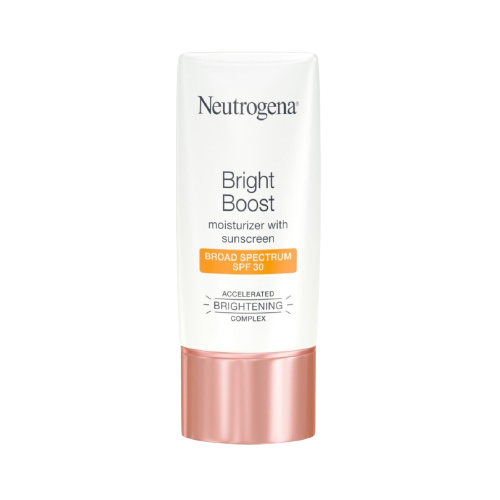 Neutrogena®
Bright
Boost
moisturizer with
sunscreen
BROAD SPECTRUM
SPF 30
ACCELERATED
BRIGHTENING
COMPLEX